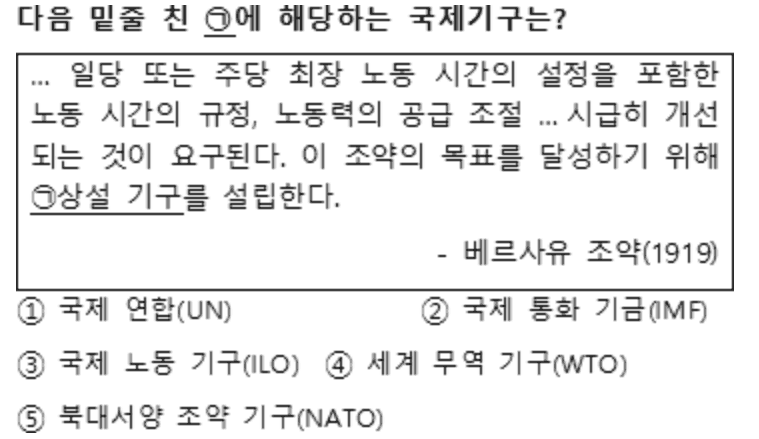 다음 밑줄 친 ㉠에 해당하는 국제기구는?
... 일당 또는 주당 최장 노동 시간의 설정을 포함한
노동 시간의 규정, 노동력의 공급 조절 ... 시급히 개선
되는 것이 요구된다. 이 조약의 목표를 달성하기 위해
㉠상설 기구를 설립한다.
- 베르사유 조약(1919)
① 국제 연합(UN) ② 국제 통화 기금(IMF)
③ 국제 노동 기구(ILO) ④ 세계 무역 기구(WTO)
⑤ 북대서양 조약 기구(NATO)